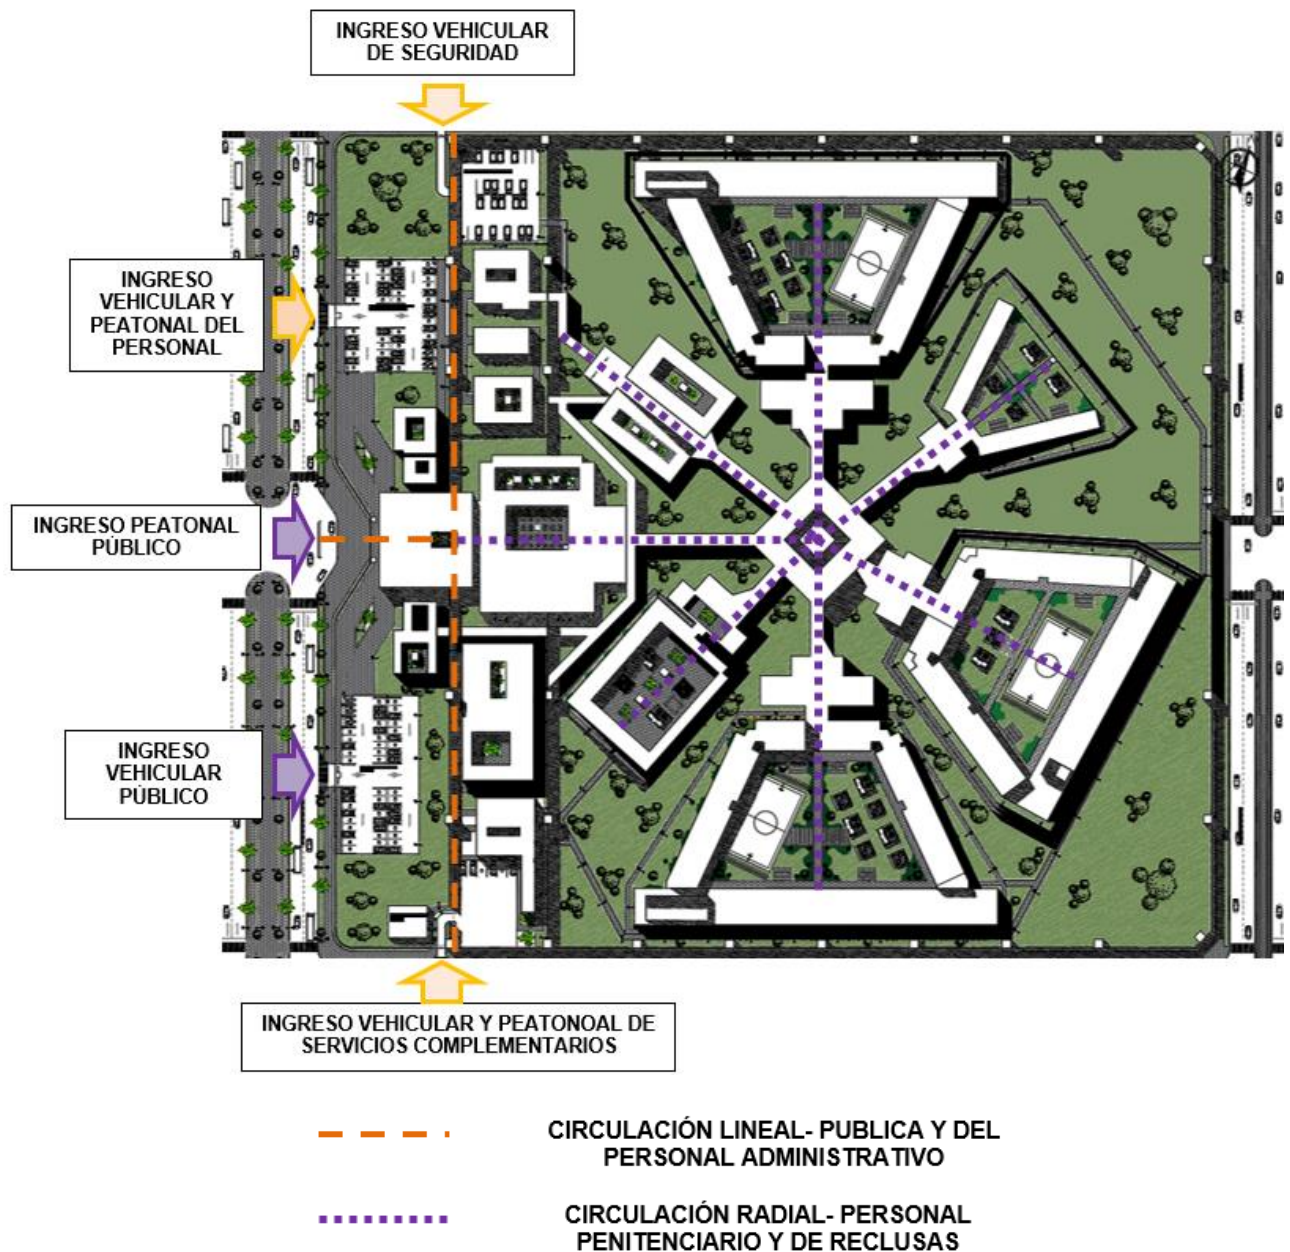 INGRESO VEHICULAR
DE SEGURIDAD
INGRESO
VEHICULAR Y
PEATONAL DEL
PERSONAL
INGRESO PEATONAL
PÚBLICO
INGRESO
VEHICULAR
PÚBLICO
INGRESO VEHICULAR Y PEATONOAL DE
SERVICIOS COMPLEMENTARIOS
CIRCULACIÓN LINEAL- PUBLICA Y DEL
PERSONAL ADMINISTRATIVO
CIRCULACIÓN RADIAL- PERSONAL
PENITENCIARIO Y DE RECLUSAS